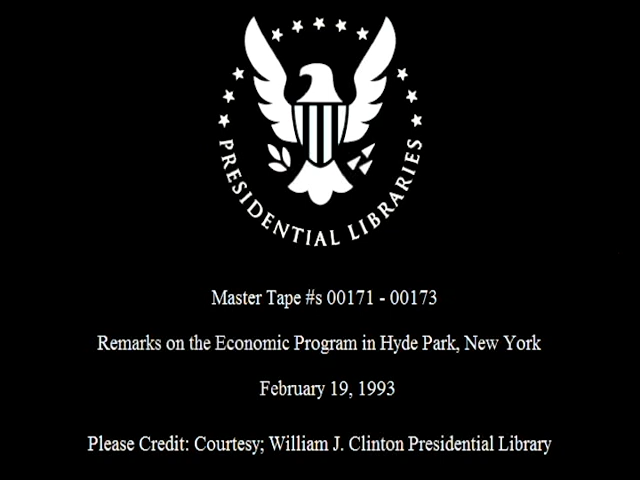 PRESIDENTIAL LIBRARIES
Master Tape #s 00171 - 00173
Remarks on the Economic Program in Hyde Park, New York
February 19, 1993
Please Credit: Courtesy; William J. Clinton Presidential Library